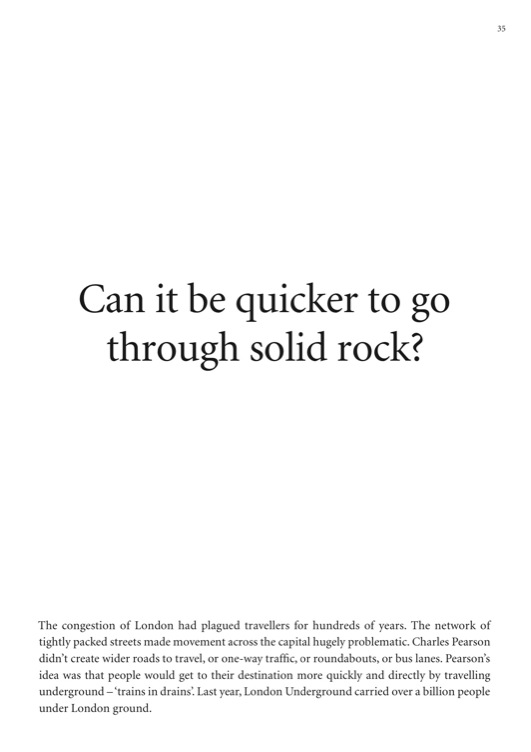 35
Can it be quicker to go
through solid rock?
The congestion of London had plagued travellers for hundreds of years. The network of
tightly packed streets made movement across the capital hugely problematic. Charles Pearson
didn’t create wider roads to travel, or one-way traffic, or roundabouts, or bus lanes. Pearson’s
idea was that people would get to their destination more quickly and directly by travelling
underground – ‘trains in drains’. Last year, London Underground carried over a billion people
under London ground.